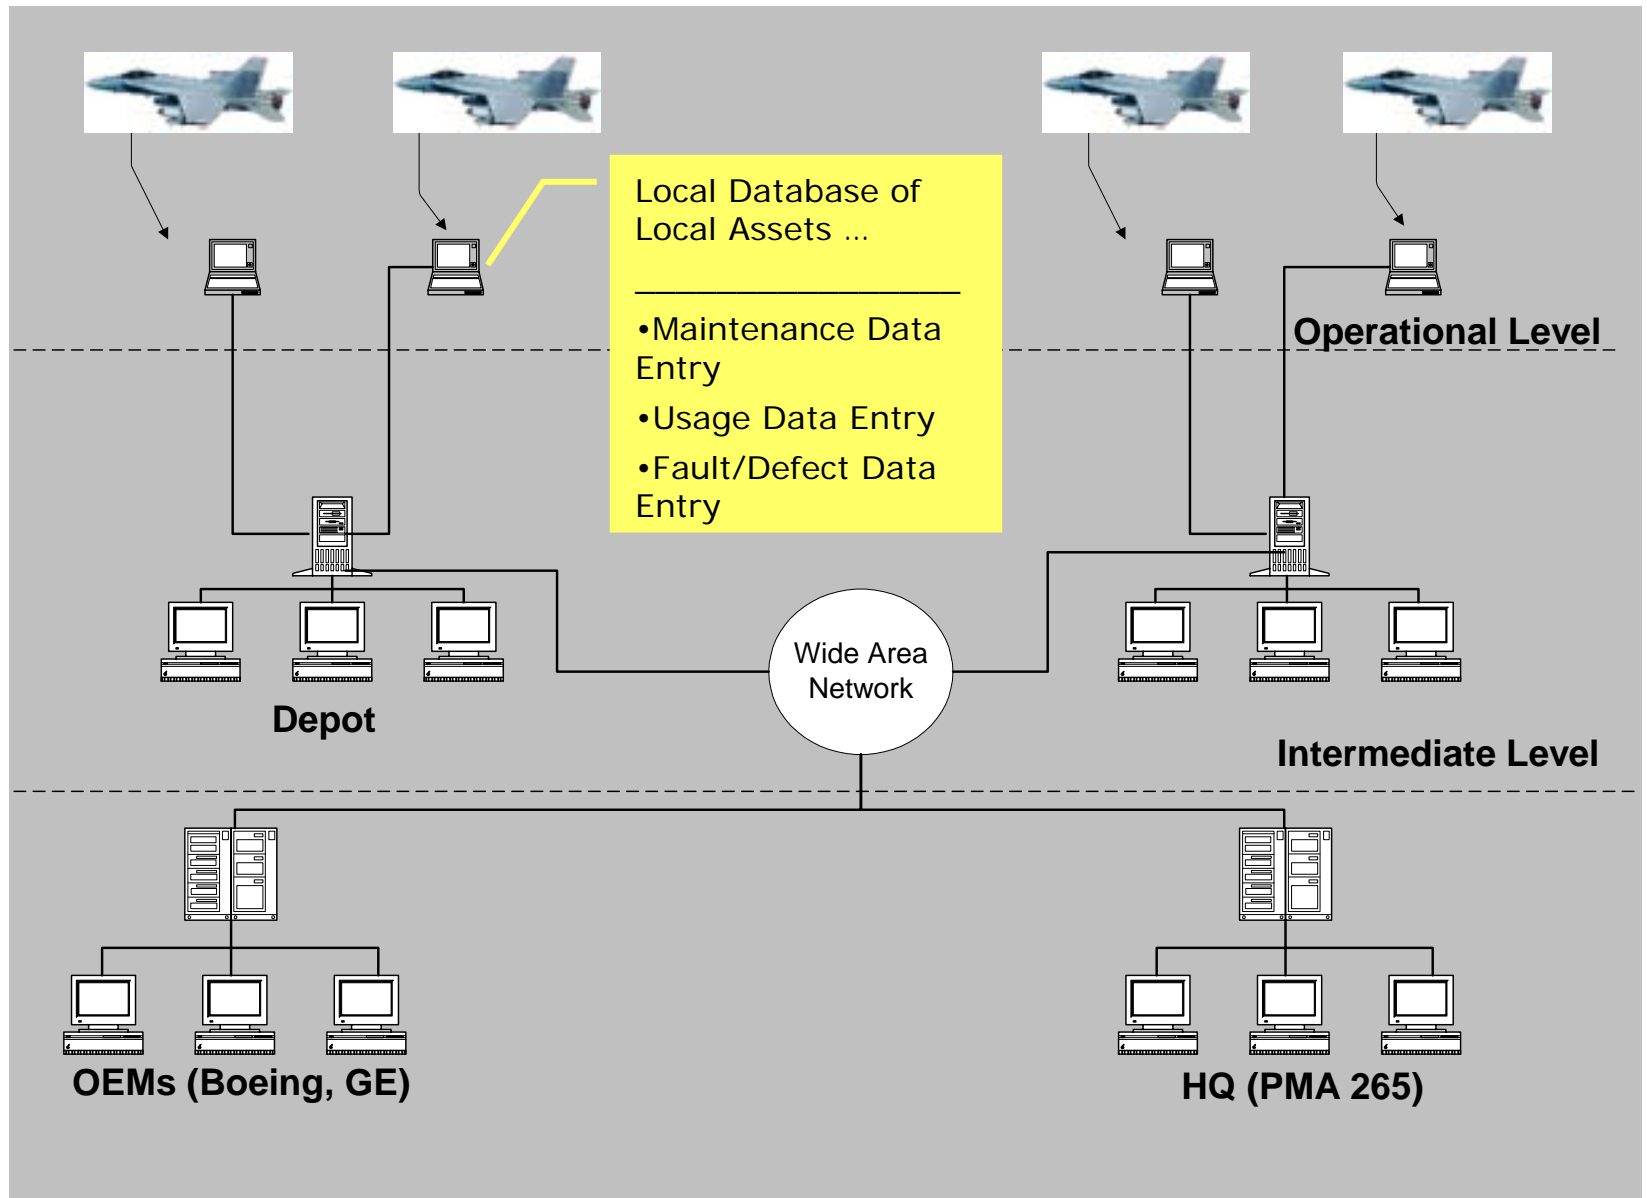 Local Database of
Local Assets ...
__________________
•Maintenance Data
Entry
•Usage Data Entry
•Fault/Defect Data
Entry
Operational Level
Wide Area
Network
Depot
Intermediate Level
OEMs (Boeing, GE)
HQ (PMA 265)